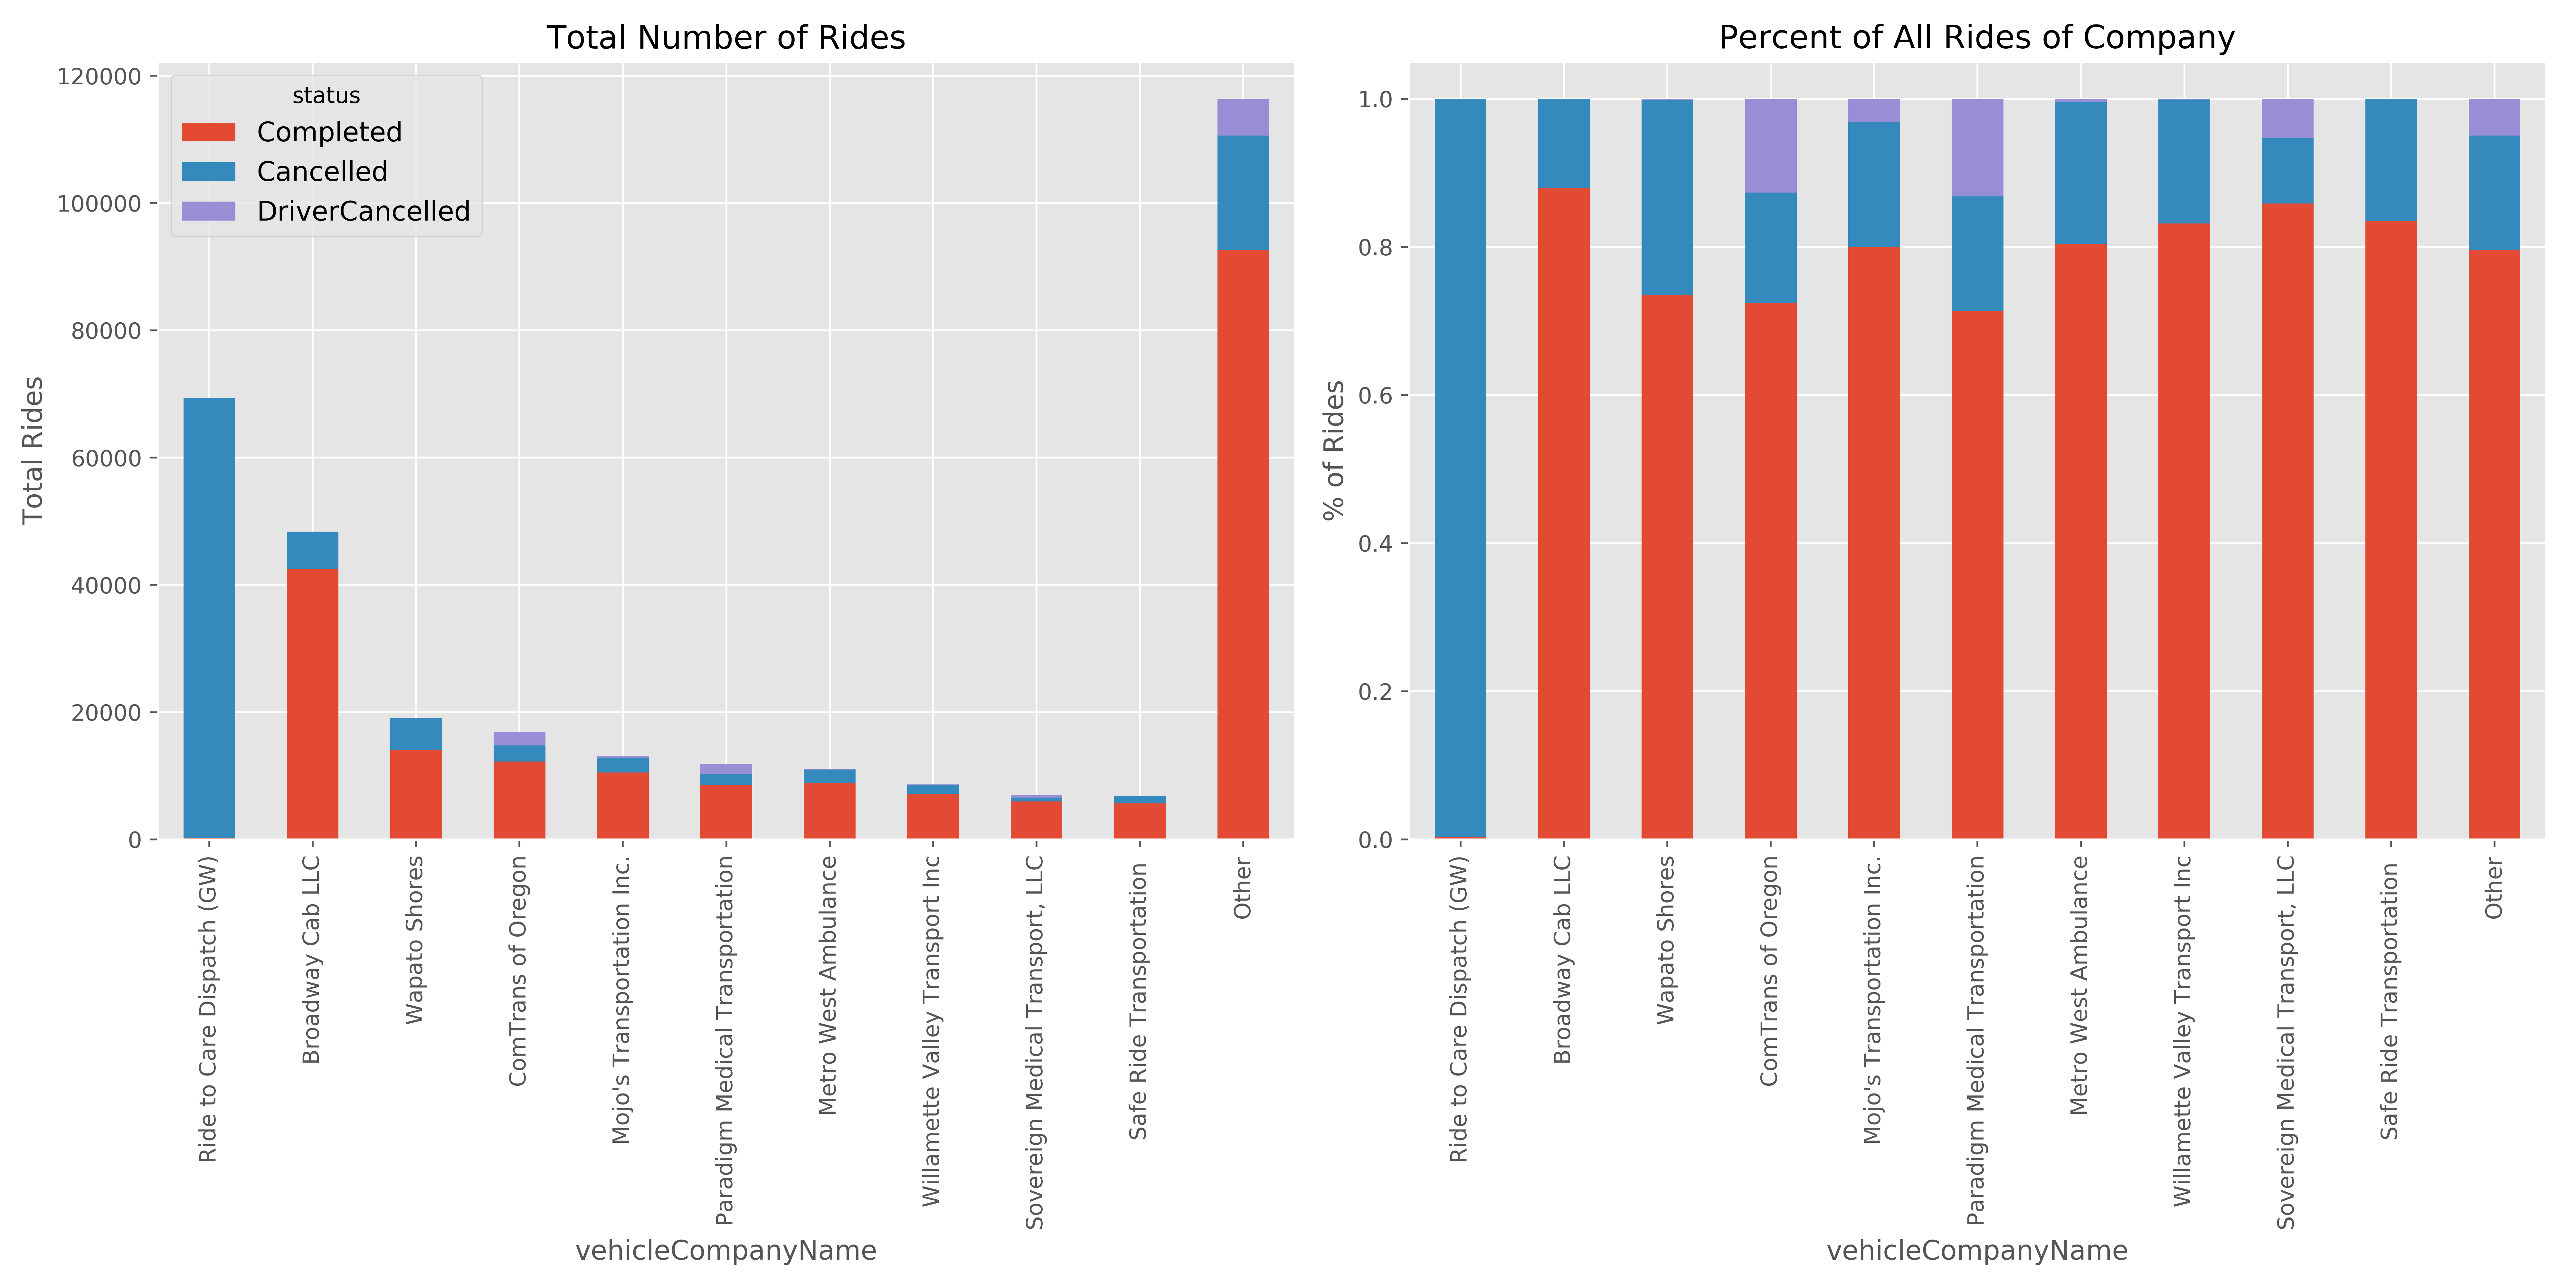 Total Number of Rides
120000
100000
80000
60000
40000
20000
0
Total Rides
status
Completed
Cancelled
DriverCancelled
Ride to Care Dispatch (GW)
Broadway Cab LLC
Wapato Shores
ComTrans of Oregon
Mojo's Transportation Inc.
Paradigm Medical Transportation
Metro West Ambulance
Willamette Valley Transport Inc
Sovereign Medical Transport, LLC
Safe Ride Transportation
Other
vehicleCompanyName
Percent of All Rides of Company
1.0
0.8
0.6
0.4
0.2
0.0
% of Rides
Ride to Care Dispatch (GW)
Broadway Cab LLC
Wapato Shores
ComTrans of Oregon
Mojo's Transportation Inc.
Paradigm Medical Transportation
Metro West Ambulance
Willamette Valley Transport Inc
Sovereign Medical Transport, LLC
Safe Ride Transportation
Other
vehicleCompanyName